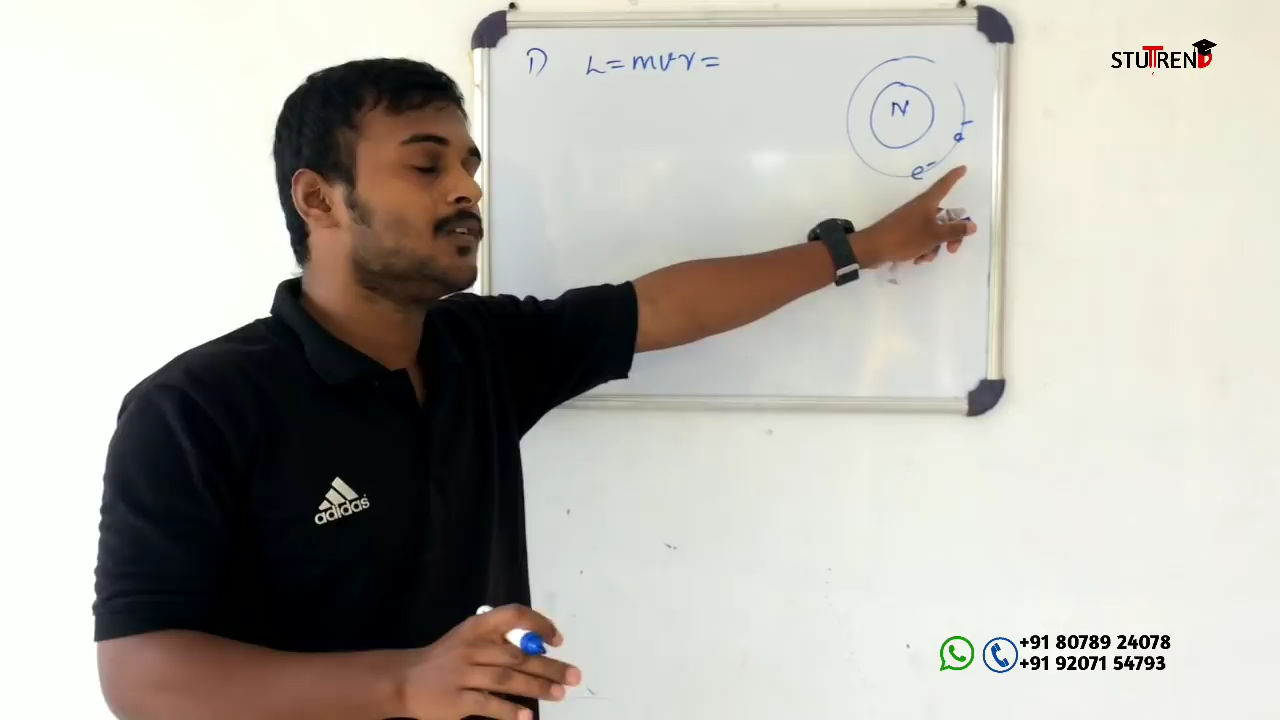 1) L = mvr =
N
e-
e-
STUTREND
adidas
+91 80789 24078
+91 92071 54793